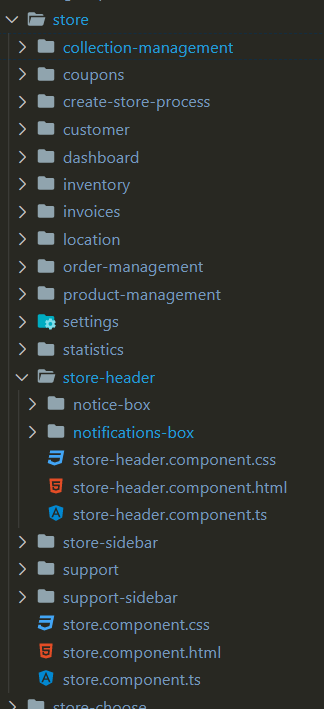 store
collection-management
coupons
create-store-process
customer
dashboard
inventory
invoices
location
order-management
product-management
settings
statistics
store-header
notice-box
notifications-box
store-header.component.css
store-header.component.html
store-header.component.ts
store-sidebar
support
support-sidebar
store.component.css
store.component.html
store.component.ts
store-choose